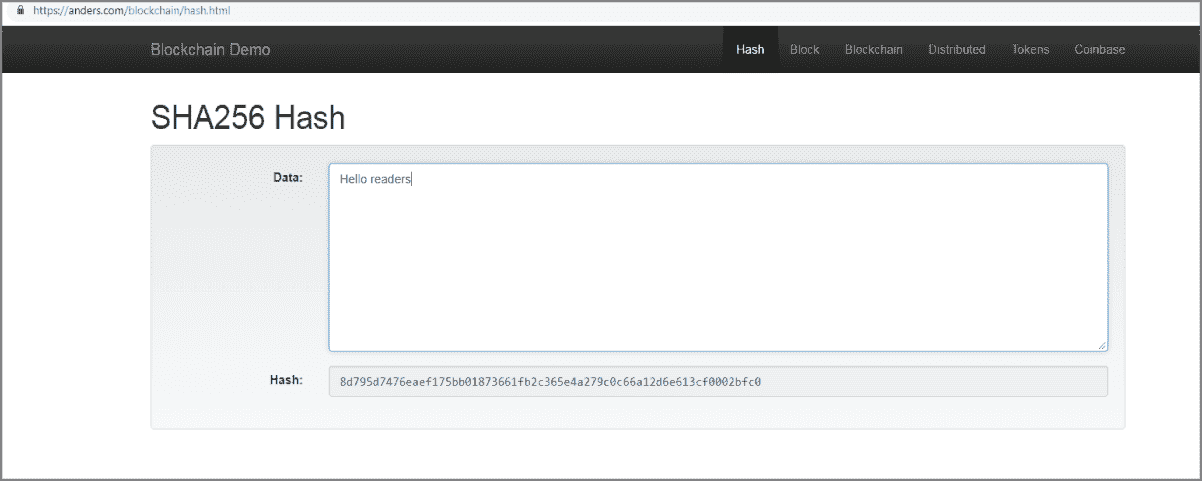 https://anders.com/blockchain/hash.html
Blockchain Demo Hash Block Blockchain Distributed Tokens Coinbase
SHA256 Hash
Data: Hello readers
Hash: 8d795d7476eaef175bb01873661fb2c365e4a279c0c66a12d6e613cf0002bfc0